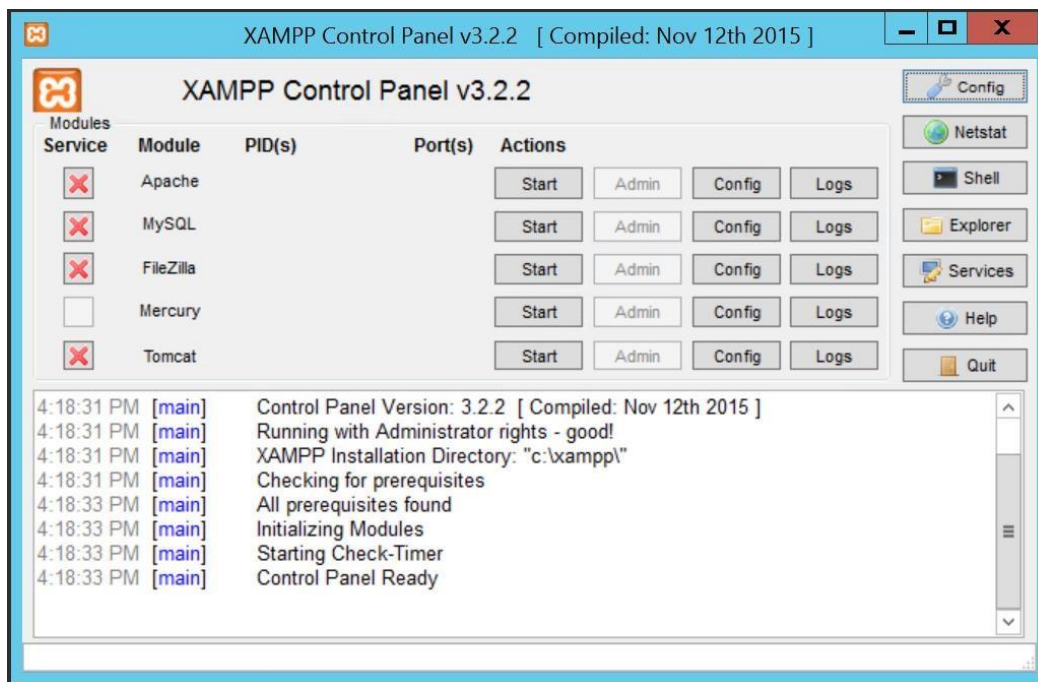 XAMPP Control Panel v3.2.2 [ Compiled: Nov 12th 2015 ]
XAMPP Control Panel v3.2.2
Config
Modules
Service Module PID(s) Port(s) Actions
Netstat
Apache Start Admin Config Logs
Shell
MySQL Start Admin Config Logs
Explorer
FileZilla Start Admin Config Logs
Services
Mercury Start Admin Config Logs
Help
Tomcat Start Admin Config Logs
Quit
4:18:31 PM [main] Control Panel Version: 3.2.2 [ Compiled: Nov 12th 2015 ]
4:18:31 PM [main] Running with Administrator rights - good!
4:18:31 PM [main] XAMPP Installation Directory: "c:\xampp\"
4:18:31 PM [main] Checking for prerequisites
4:18:33 PM [main] All prerequisites found
4:18:33 PM [main] Initializing Modules
4:18:33 PM [main] Starting Check-Timer
4:18:33 PM [main] Control Panel Ready